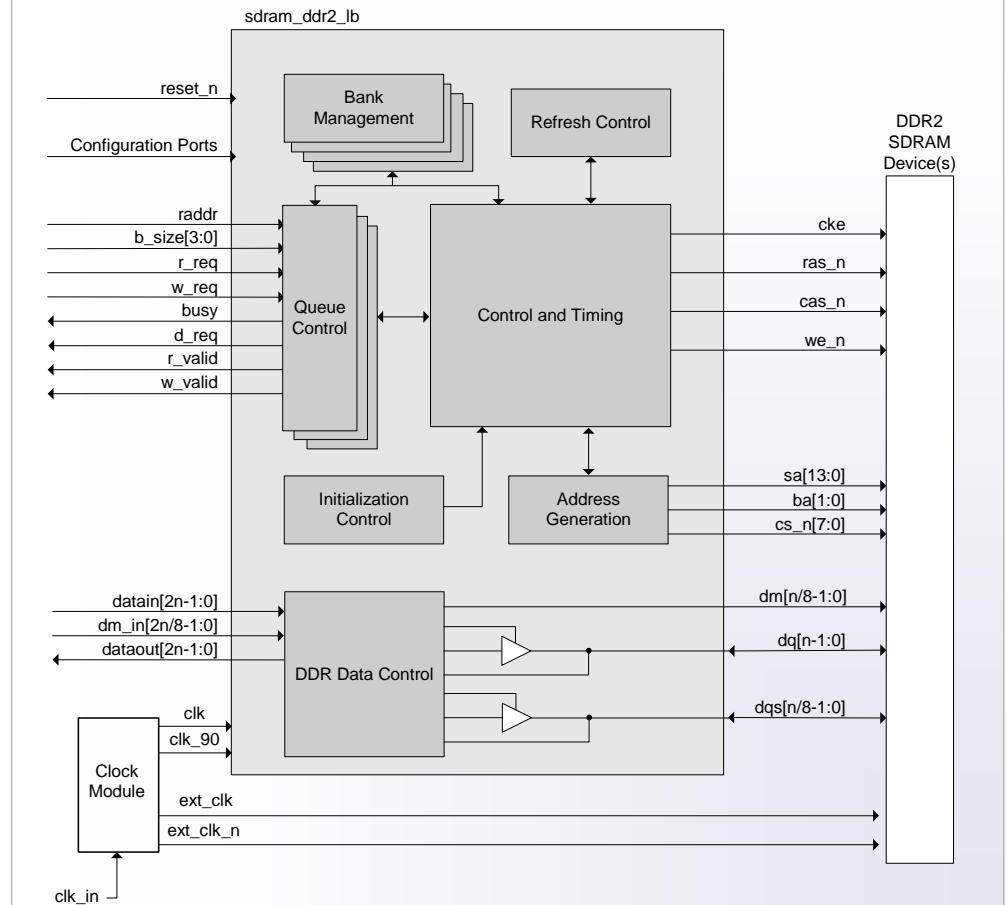 sdram_ddr2_lb
reset_n
Configuration Ports
Bank
Management
Refresh Control
DDR2
SDRAM
Device(s)
raddr
b_size[3:0]
r_req
w_req
busy
d_req
r_valid
w_valid
Queue
Control
Control and Timing
cke
ras_n
cas_n
we_n
Initialization
Control
Address
Generation
sa[13:0]
ba[1:0]
cs_n[7:0]
datain[2n-1:0]
dm_in[2n/8-1:0]
dataout[2n-1:0]
DDR Data Control
dm[n/8-1:0]
dq[n-1:0]
dqs[n/8-1:0]
clk
clk_90
Clock
Module
ext_clk
ext_clk_n
clk_in